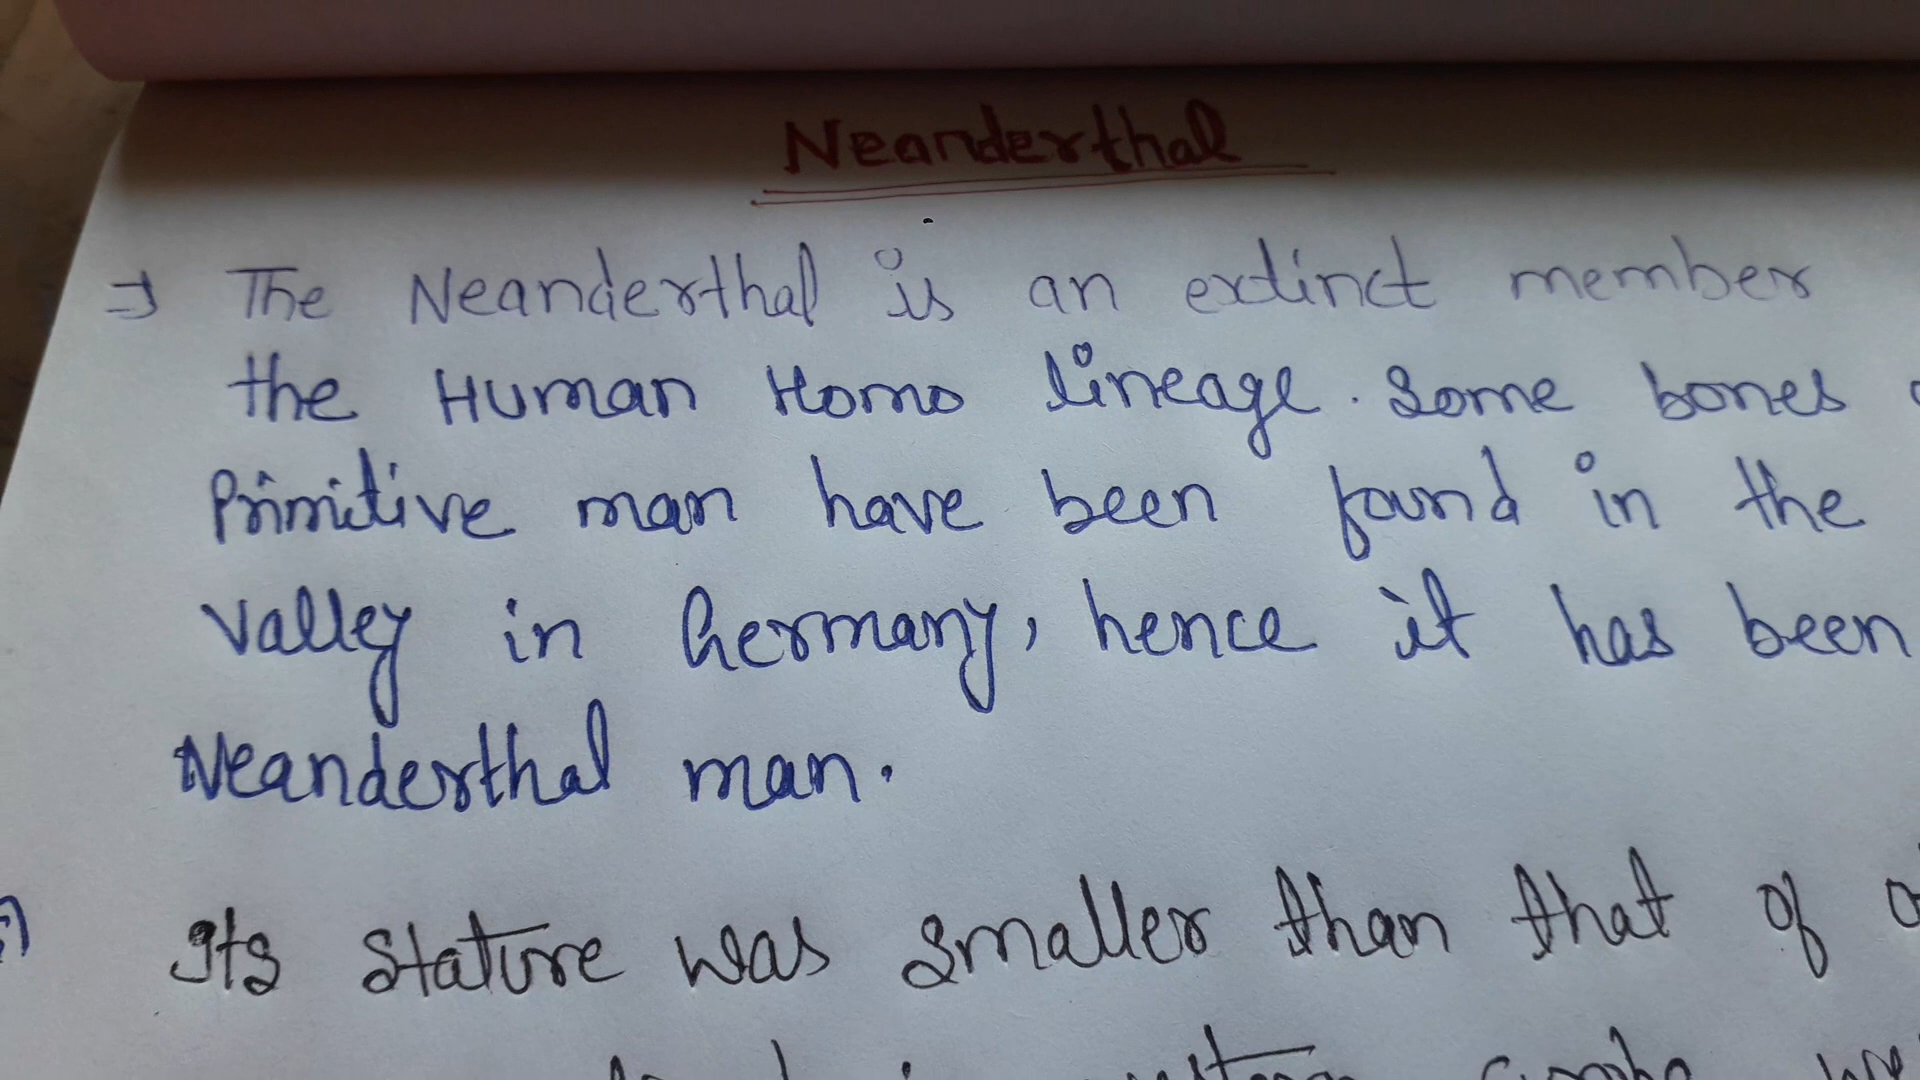 Neanderthal
⇒ The Neanderthal is an extinct member
the Human Homo lineage. Some bones
Primitive man have been found in the
valley in Germany, hence it has been
Neanderthal man.
Its stature was smaller than that of